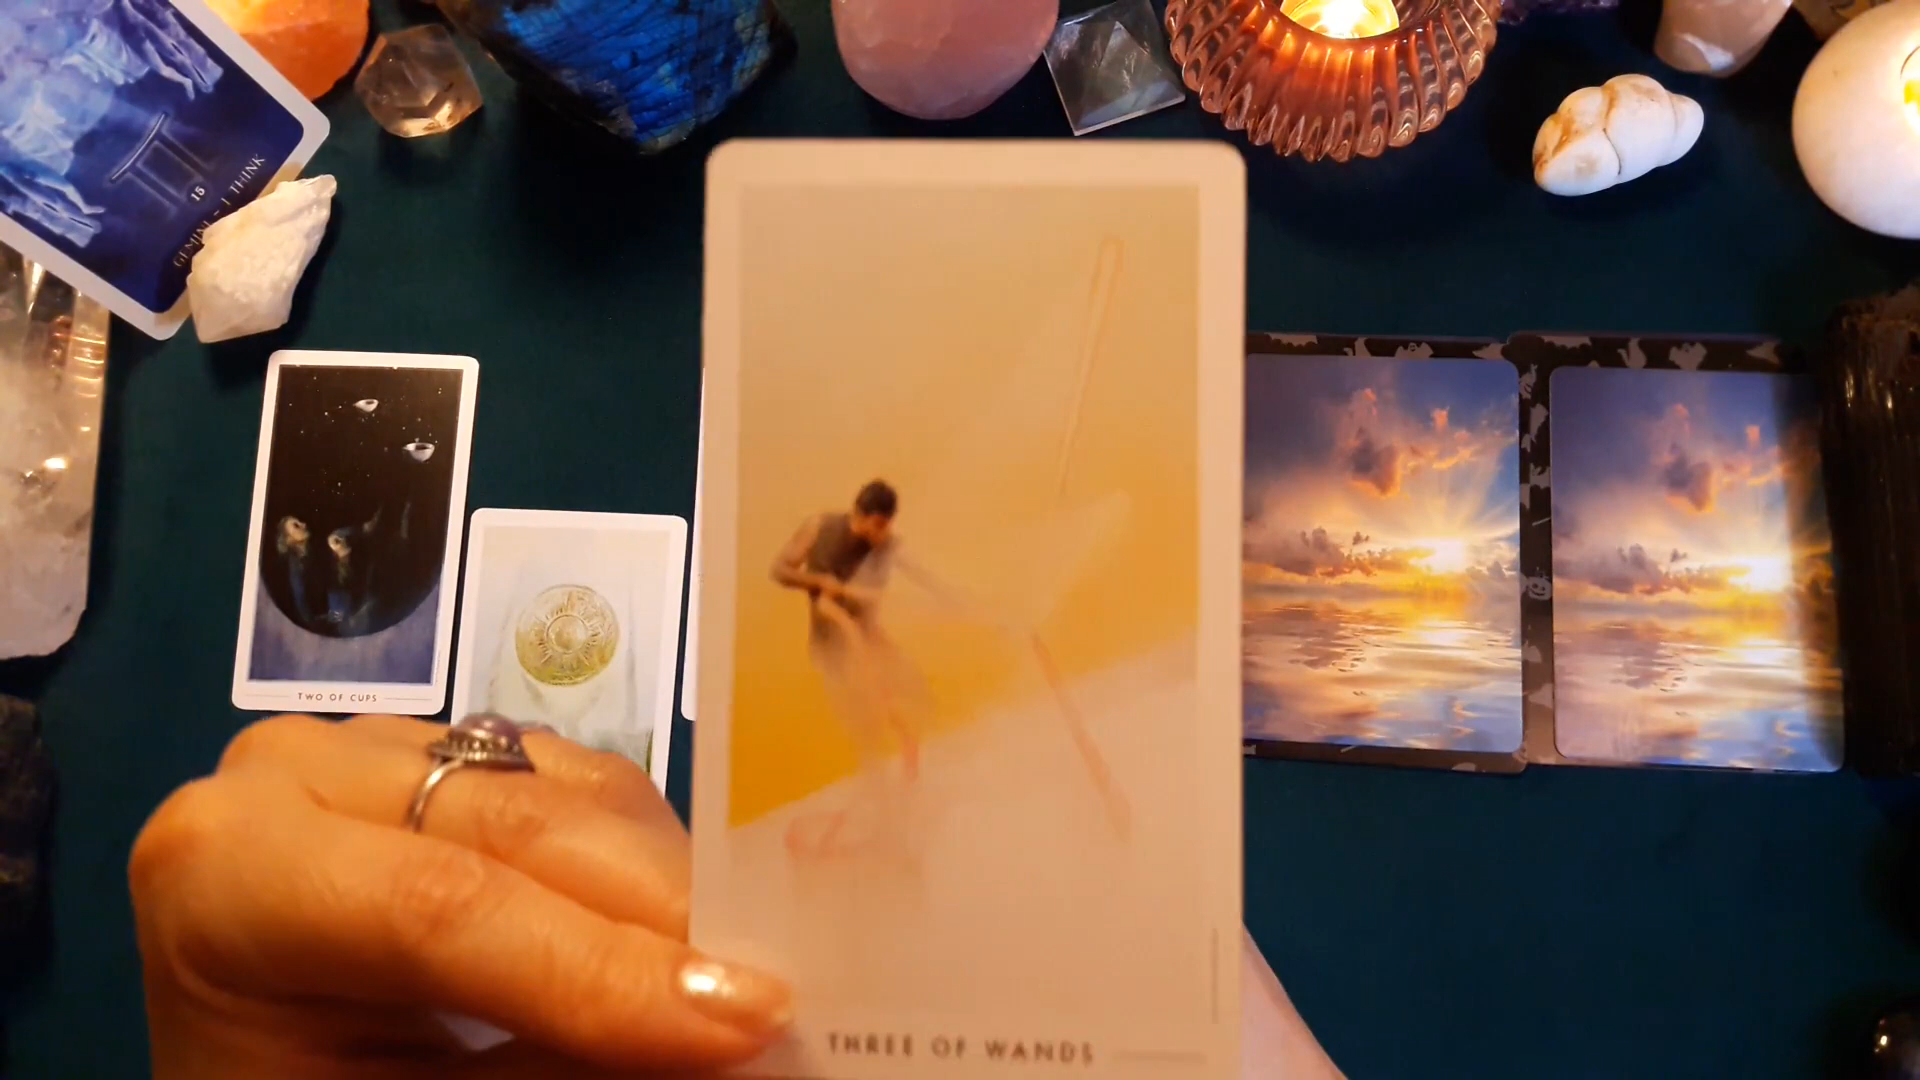 15
GEMINI – I THINK
TWO OF CUPS
THREE OF WANDS